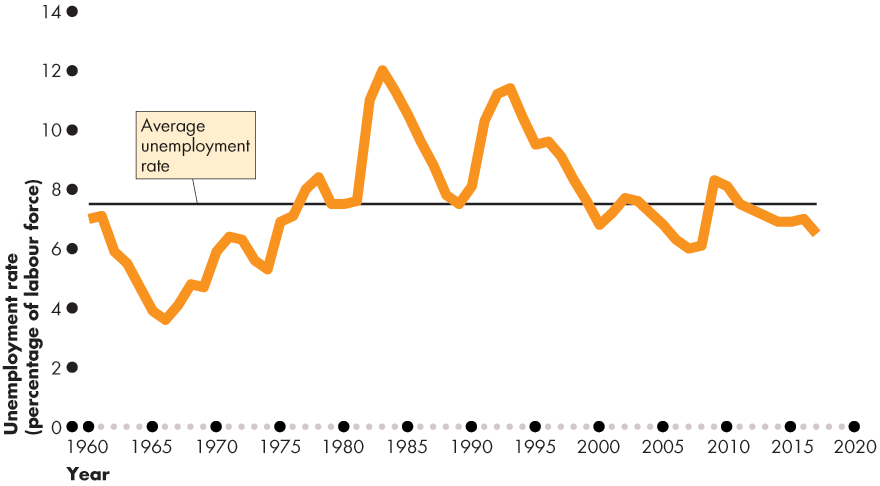 14
12
10
8
6
4
2
0
Unemployment rate
(percentage of labour force)
Average
unemployment
rate
1960 1965 1970 1975 1980 1985 1990 1995 2000 2005 2010 2015 2020
Year